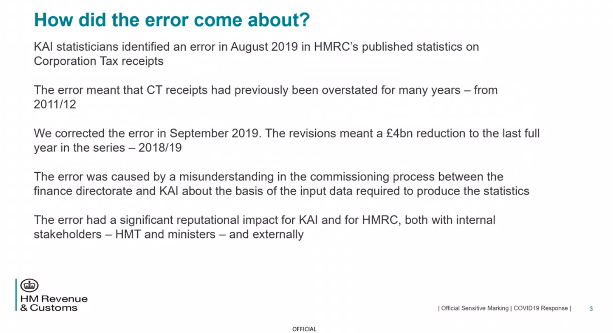 How did the error come about?
KAI statisticians identified an error in August 2019 in HMRC's published statistics on
Corporation Tax receipts
The error meant that CT receipts had previously been overstated for many years – from
2011/12
We corrected the error in September 2019. The revisions meant a £4bn reduction to the last full
year in the series – 2018/19
The error was caused by a misunderstanding in the commissioning process between the
finance directorate and KAI about the basis of the input data required to produce the statistics
The error had a significant reputational impact for KAI and for HMRC, both with internal
stakeholders – HMT and ministers – and externally
HM Revenue
& Customs
| Official Sensitive Marking | COVID19 Response |
3
OFFICIAL